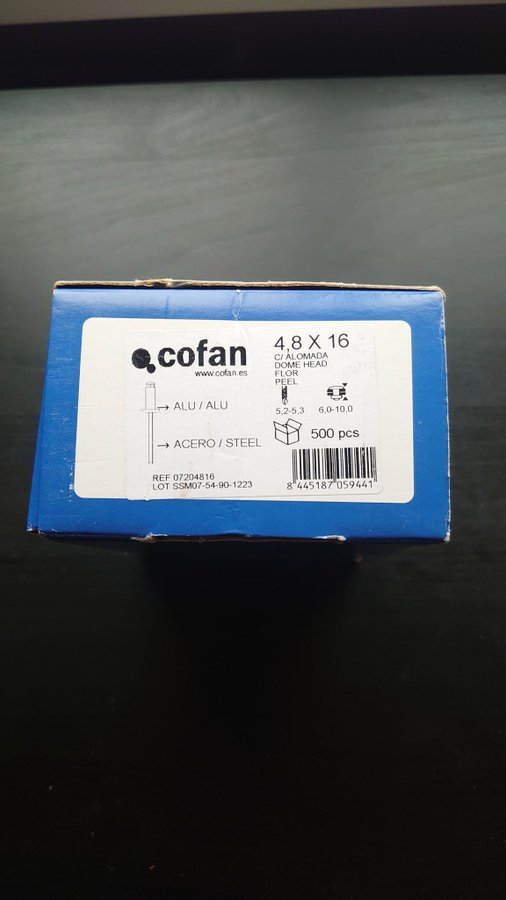 cofan
www.cofan.es
4,8 X 16
C/ ALOMADA
DOME HEAD
FLOR
PEEL
5,2-5,3
6,0-10,0
ALU / ALU
ACERO / STEEL
500 pcs
REF 07204816
LOT SSM07-54-90-1223
8 445187 059441